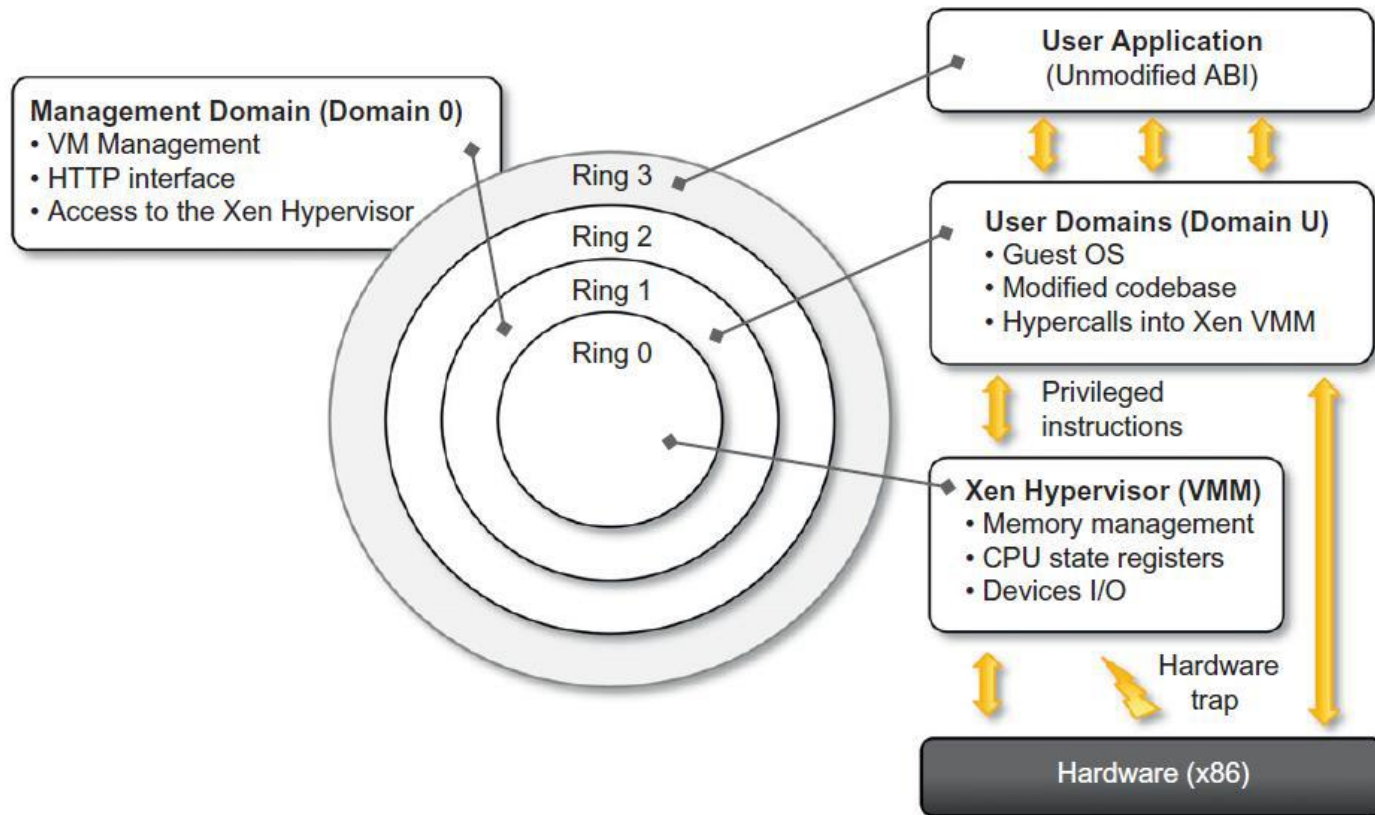 Management Domain (Domain 0)
• VM Management
• HTTP interface
• Access to the Xen Hypervisor
Ring 3
Ring 2
Ring 1
Ring 0
User Application
(Unmodified ABI)
User Domains (Domain U)
• Guest OS
• Modified codebase
• Hypercalls into Xen VMM
Privileged
instructions
Xen Hypervisor (VMM)
• Memory management
• CPU state registers
• Devices I/O
Hardware
trap
Hardware (x86)